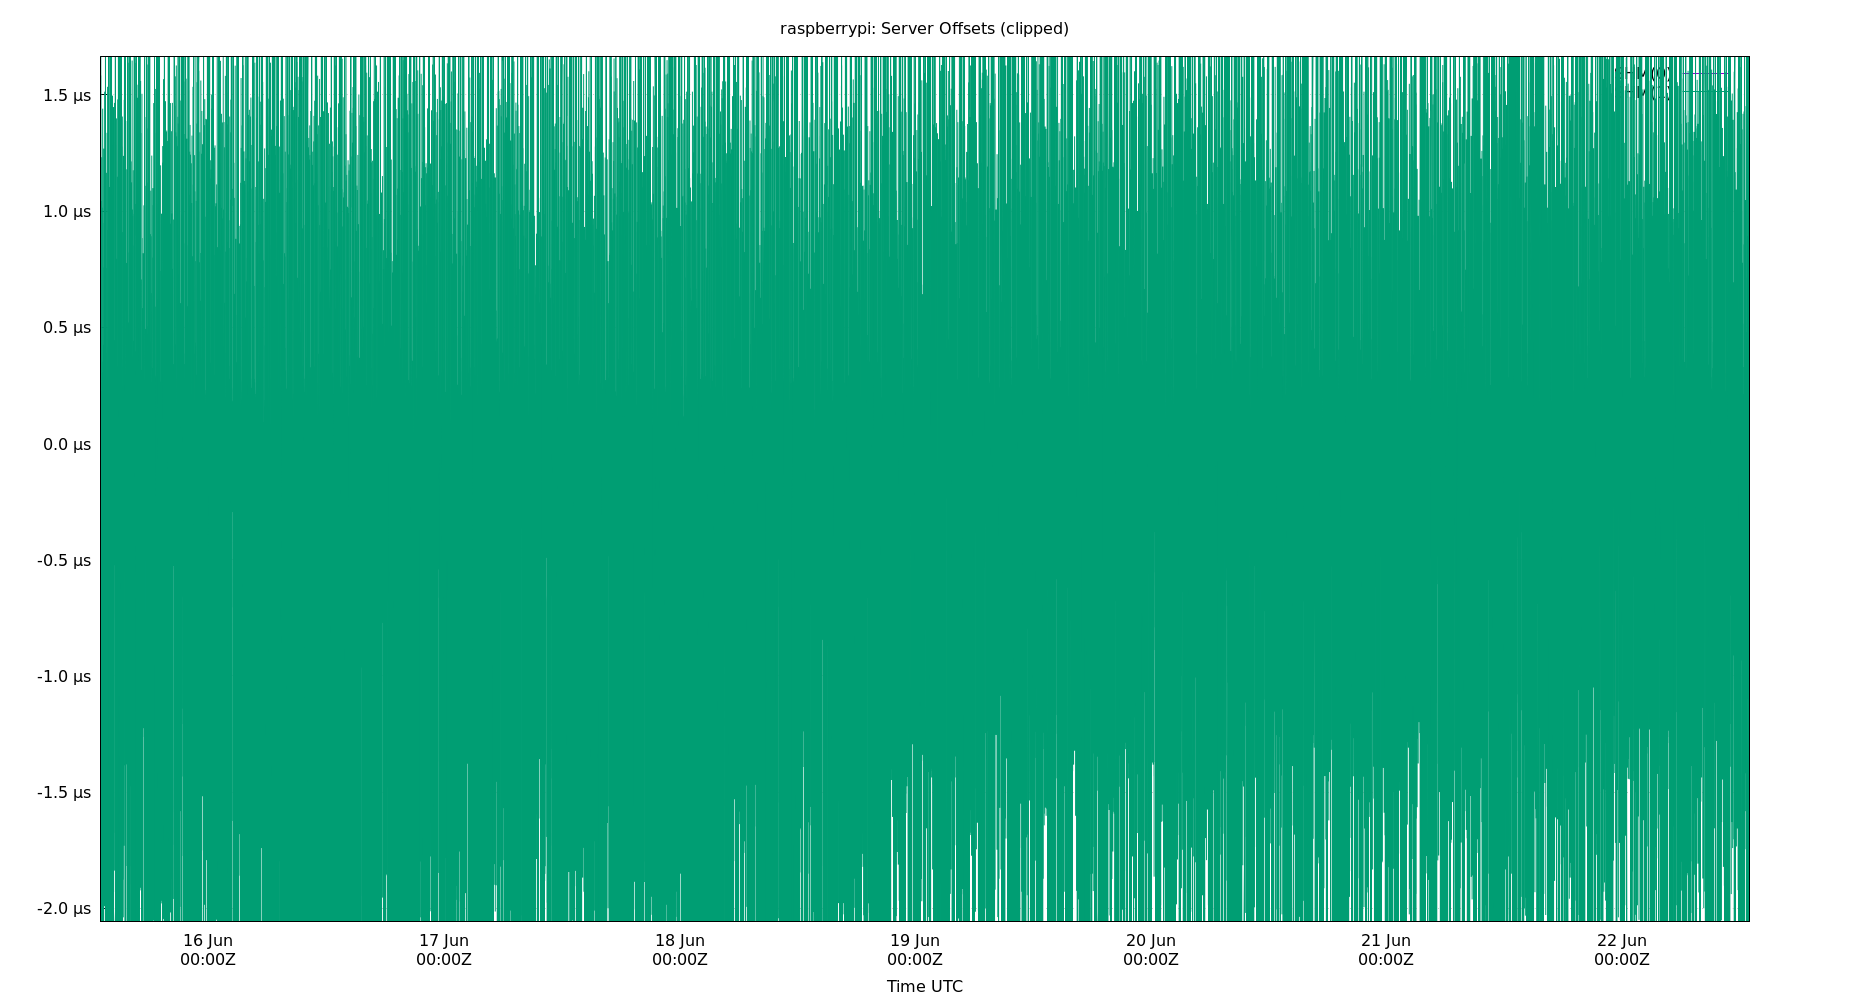 raspberrypi: Server Offsets (clipped)
1.5 µs
1.0 µs
0.5 µs
0.0 µs
-0.5 µs
-1.0 µs
-1.5 µs
-2.0 µs
16 Jun 17 Jun 18 Jun 19 Jun 20 Jun 21 Jun 22 Jun
00:00Z 00:00Z 00:00Z 00:00Z 00:00Z 00:00Z 00:00Z
Time UTC